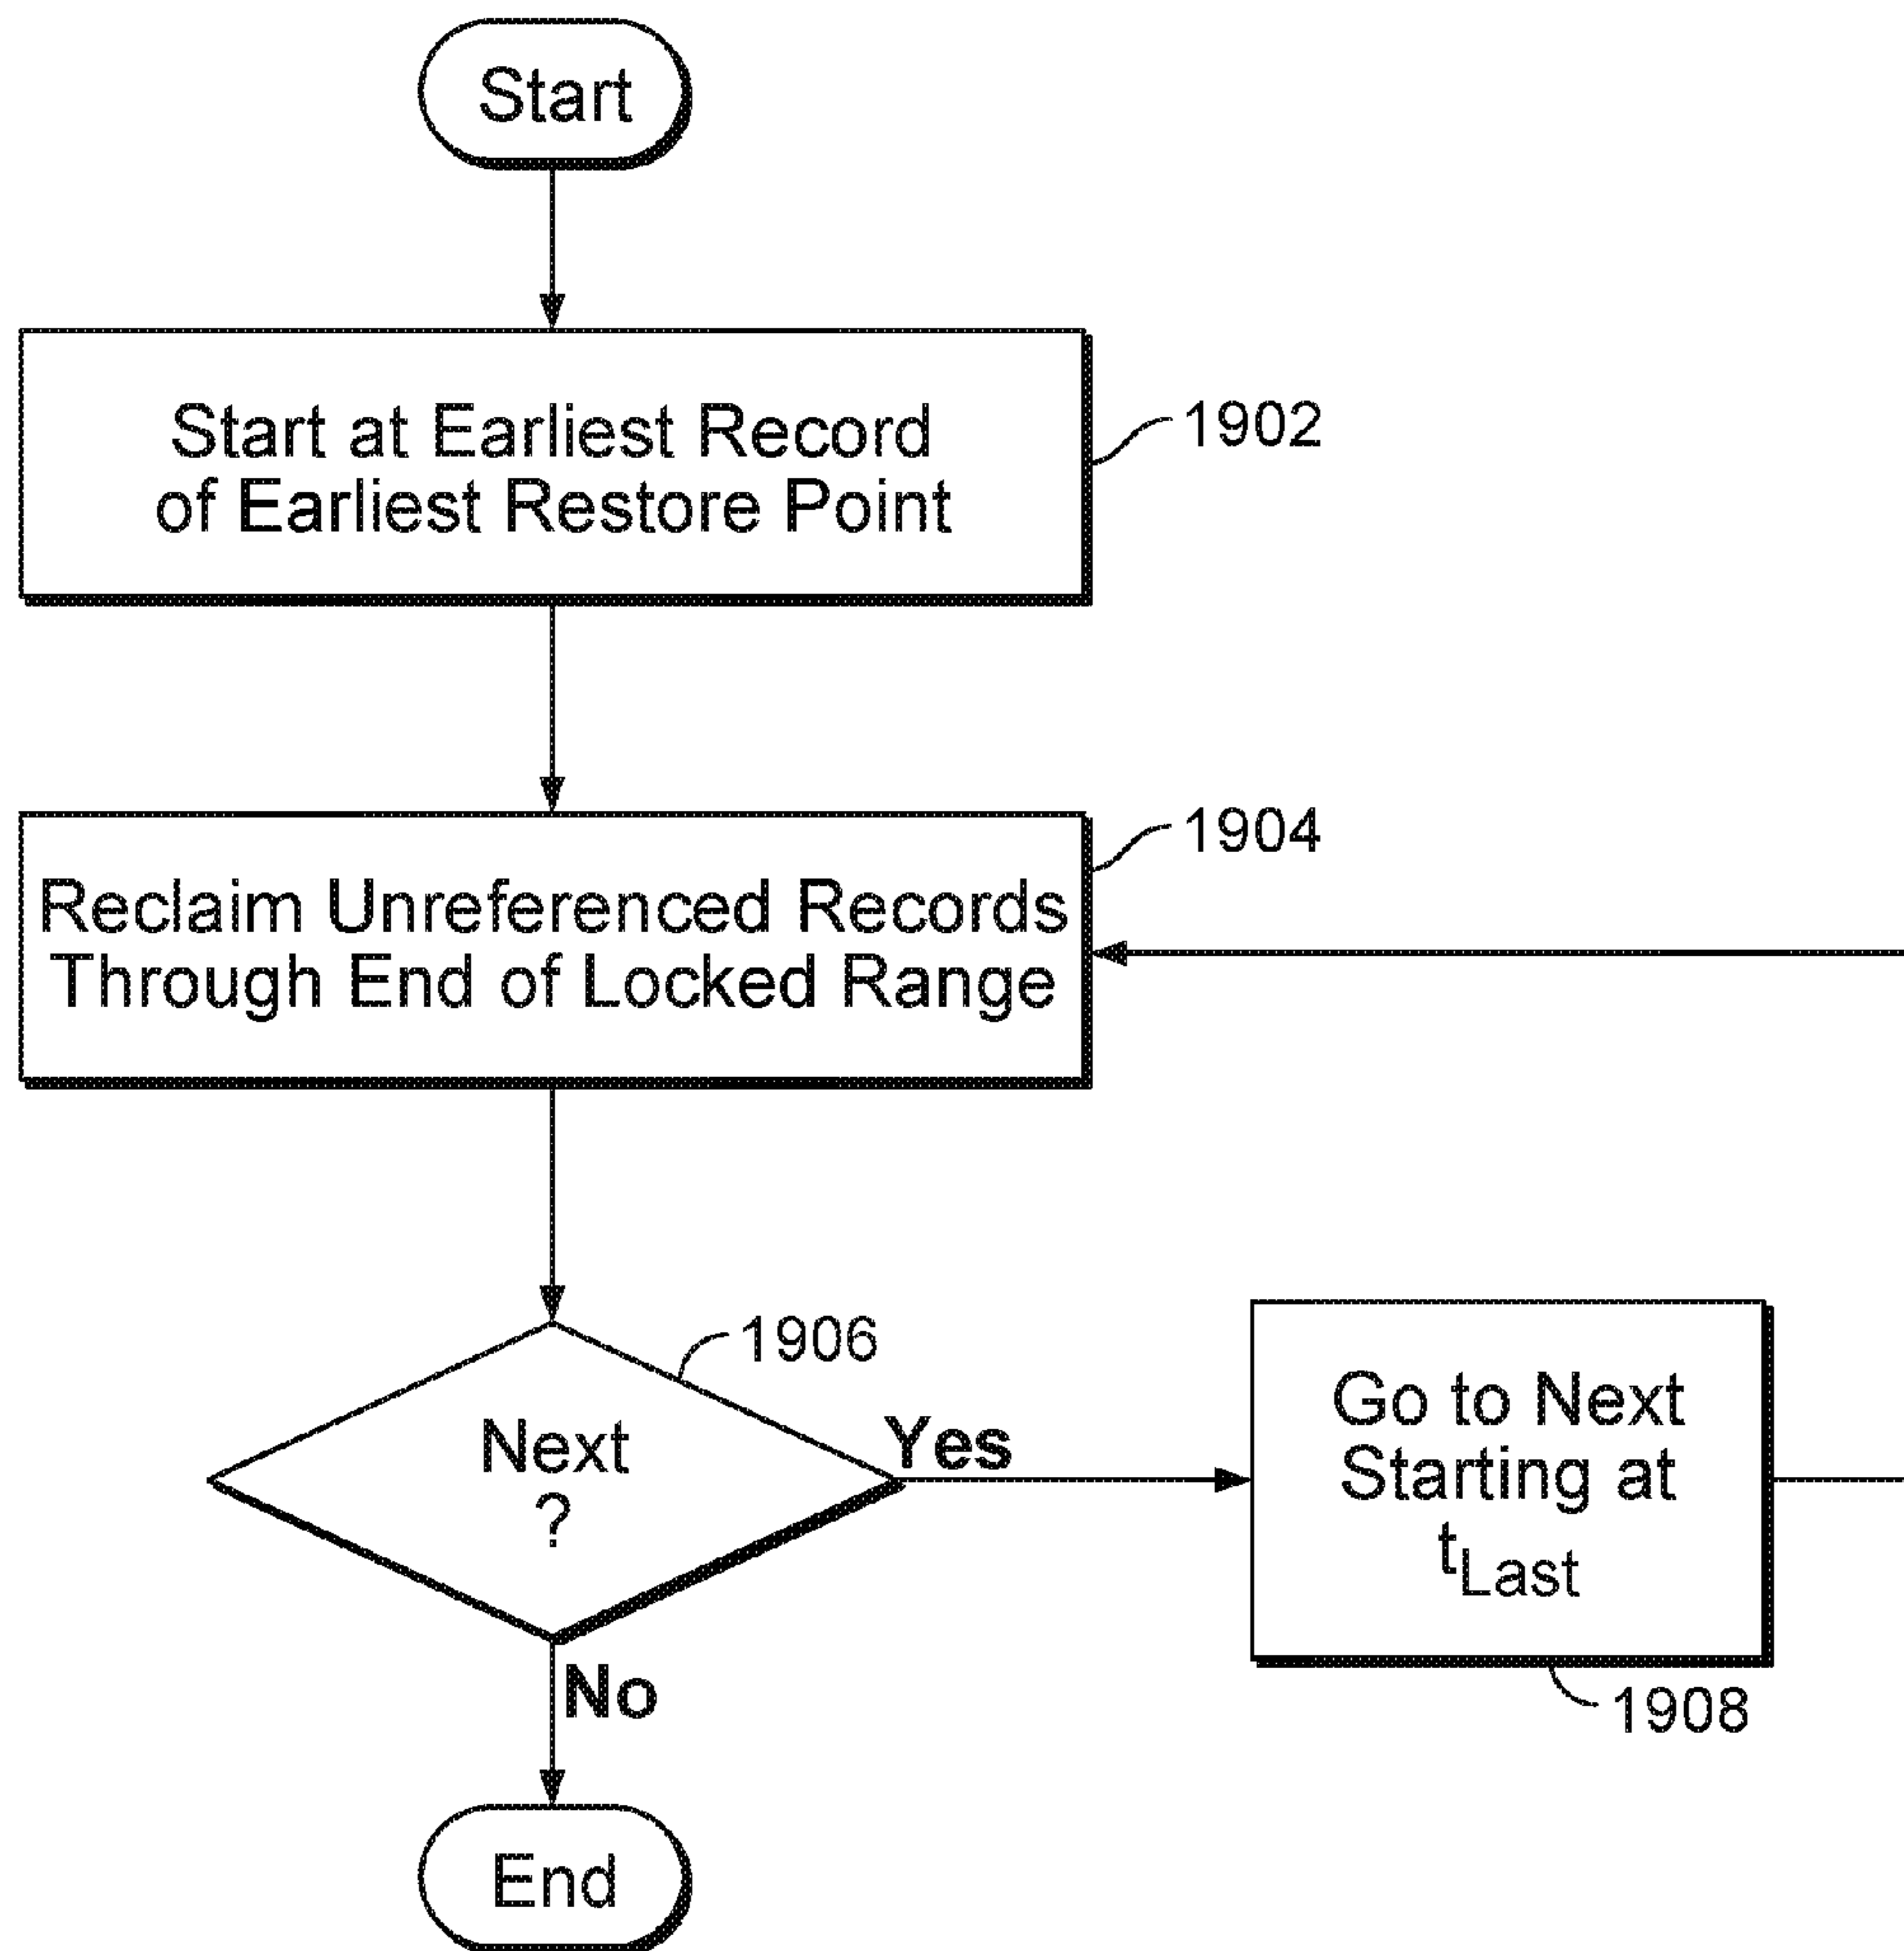 Start
Start at Earliest Record
of Earliest Restore Point
1902
Reclaim Unreferenced Records
Through End of Locked Range
1904
Next
?
1906
Yes
No
Go to Next
Starting at
tLast
1908
End